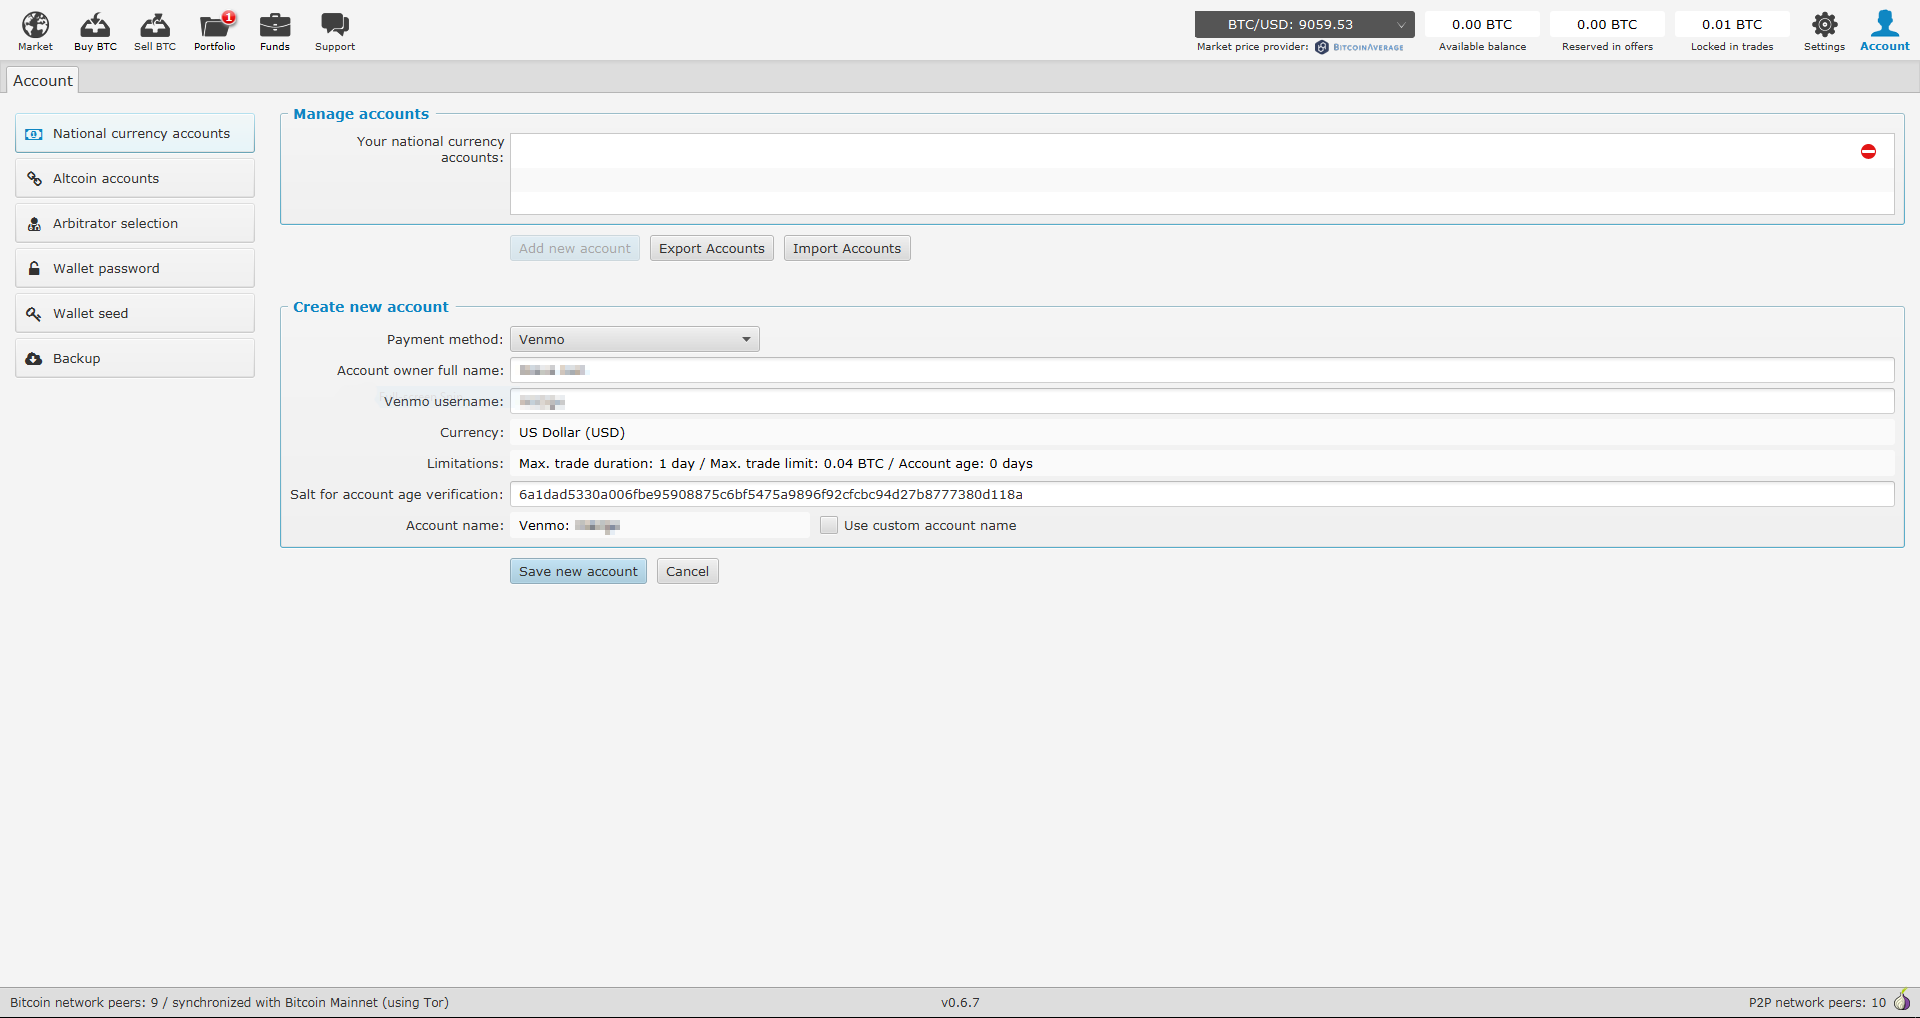 Market
Buy BTC
Sell BTC
1
Portfolio
Funds
Support
BTC/USD: 9059.53
Market price provider: BITCOINAVERAGE
0.00 BTC
Available balance
0.00 BTC
Reserved in offers
0.01 BTC
Locked in trades
Settings
Account
Account
National currency accounts
Altcoin accounts
Arbitrator selection
Wallet password
Wallet seed
Backup
Manage accounts
Your national currency
accounts:
Add new account
Export Accounts
Import Accounts
Create new account
Payment method: Venmo
Account owner full name:
Venmo username:
Currency: US Dollar (USD)
Limitations: Max. trade duration: 1 day / Max. trade limit: 0.04 BTC / Account age: 0 days
Salt for account age verification: 6a1dad5330a006fbe95908875c6bf5475a9896f92cfcbc94d27b8777380d118a
Account name: Venmo:
Use custom account name
Save new account
Cancel
Bitcoin network peers: 9 / synchronized with Bitcoin Mainnet (using Tor)
v0.6.7
P2P network peers: 10